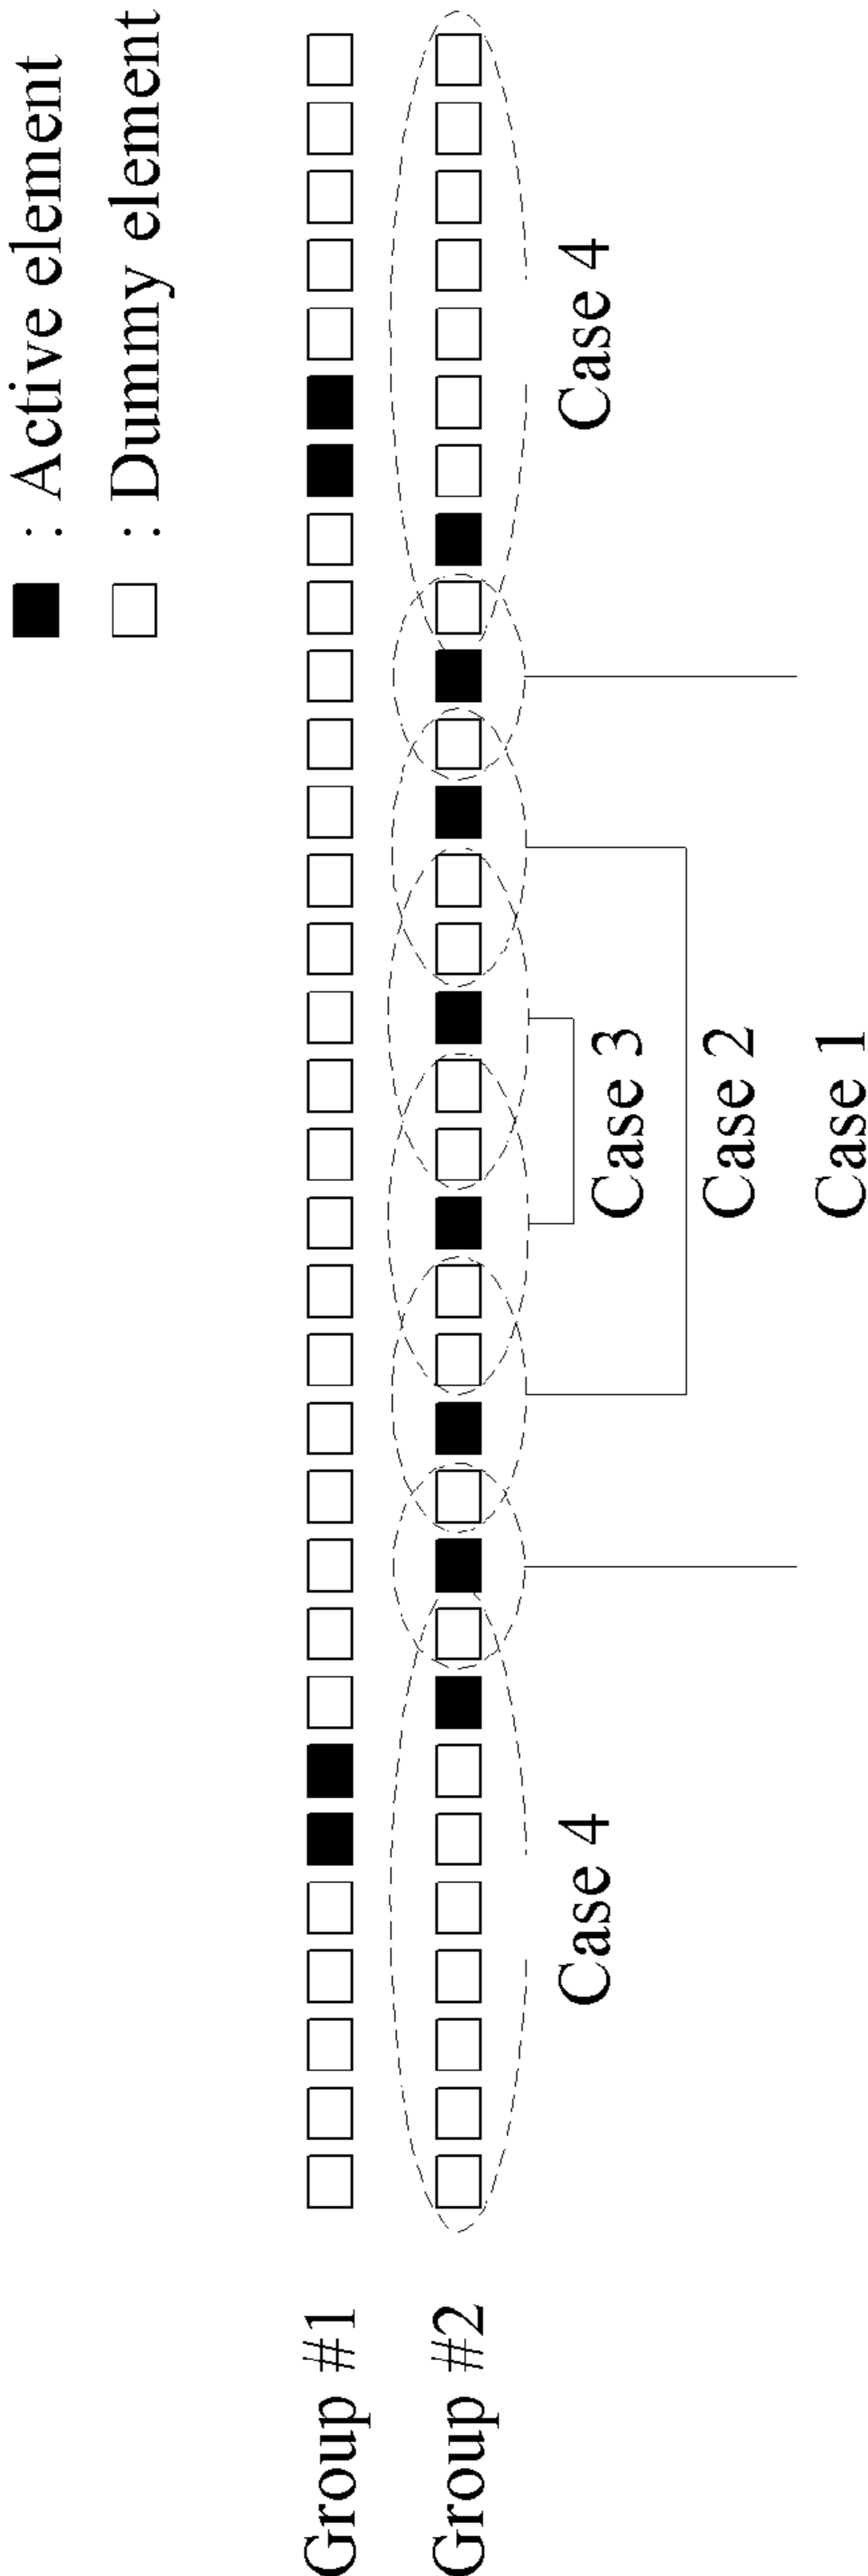 ■ : Active element
□ : Dummy element
Group #1
Group #2
Case 4
Case 3
Case 4
Case 2
Case 1